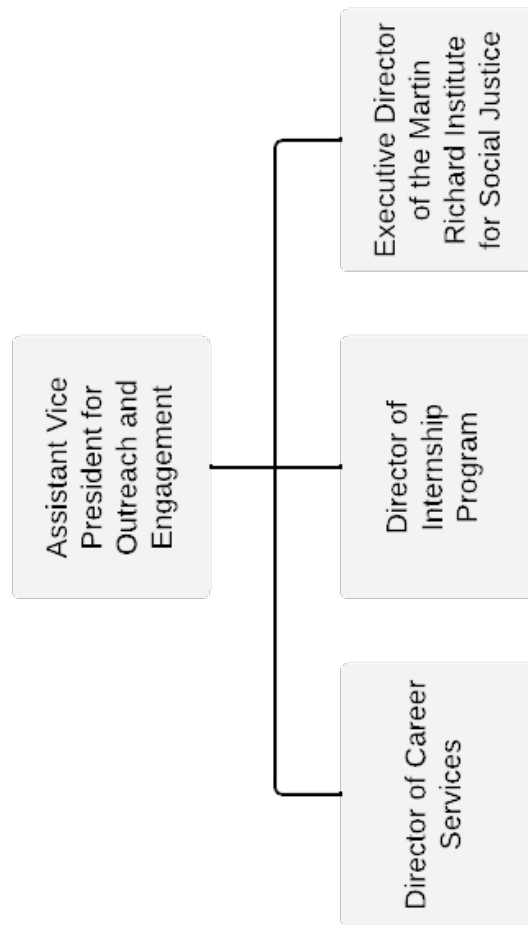 Assistant Vice
President for
Outreach and
Engagement
Director of Career
Services
Director of
Internship
Program
Executive Director
of the Martin
Richard Institute
for Social Justice